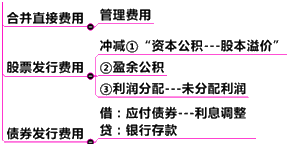 合并直接费用
管理费用
股票发行费用
冲减①“资本公积---股本溢价”
②盈余公积
③利润分配---未分配利润
债券发行费用
借：应付债券---利息调整
贷：银行存款